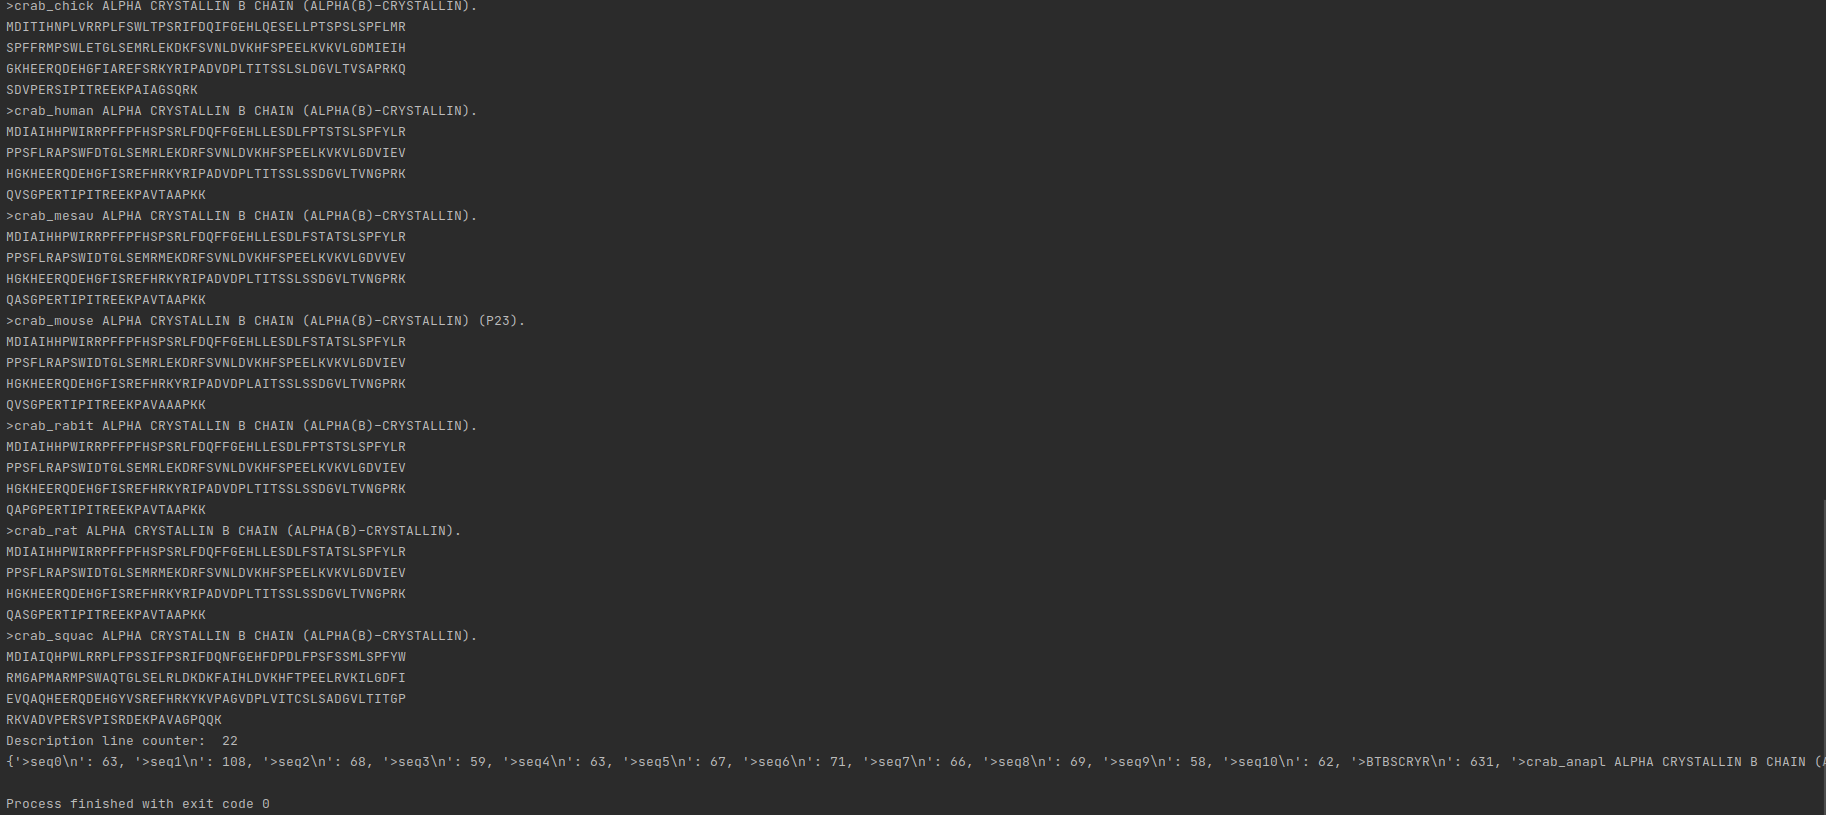 >crab_chick ALPHA CRYSTALLIN B CHAIN (ALPHA(B)-CRYSTALLIN).
MDITIHNPLVRRPLFSWLTPSRIFDQIFGEHLQESELLPTSPSLSPFLMR
SPFFRMPSWLETGLSEMRLEKDKFSVNLDVKHFSPEELKVKVLGDMIEIH
GKHEERQDEHGFIAREFSRKYRIPADVDPLTITSSLSLDGVLTVSAPRKQ
SDVPERSIPITREEKPAIAGSQRK
>crab_human ALPHA CRYSTALLIN B CHAIN (ALPHA(B)-CRYSTALLIN).
MDIAIHHPWIRRPFFPFHSPSRLFDQFFGEHLLESDLFPTSTSLSPFYLR
PPSFLRAPSWFDTGLSEMRLEKDRFSVNLDVKHFSPEELKVKVLGDVIEV
HGKHEERQDEHGFISREFHRKYRIPADVDPLTITSSLSSDGVLTVNGPRK
QVSGPERTIPITREEKPAVTAAPKK
>crab_mesau ALPHA CRYSTALLIN B CHAIN (ALPHA(B)-CRYSTALLIN).
MDIAIHHPWIRRPFFPFHSPSRLFDQFFGEHLLESDLFSTATSLSPFYLR
PPSFLRAPSWIDTGLSEMRMEKDRFSVNLDVKHFSPEELKVKVLGDVVEV
HGKHEERQDEHGFISREFHRKYRIPADVDPLTITSSLSSDGVLTVNGPRK
QASGPERTIPITREEKPAVTAAPKK
>crab_mouse ALPHA CRYSTALLIN B CHAIN (ALPHA(B)-CRYSTALLIN) (P23).
MDIAIHHPWIRRPFFPFHSPSRLFDQFFGEHLLESDLFSTATSLSPFYLR
PPSFLRAPSWIDTGLSEMRLEKDRFSVNLDVKHFSPEELKVKVLGDVIEV
HGKHEERQDEHGFISREFHRKYRIPADVDPLAITSSLSSDGVLTVNGPRK
QVSGPERTIPITREEKPAVAAAPKK
>crab_rabit ALPHA CRYSTALLIN B CHAIN (ALPHA(B)-CRYSTALLIN).
MDIAIHHPWIRRPFFPFHSPSRLFDQFFGEHLLESDLFPTSTSLSPFYLR
PPSFLRAPSWIDTGLSEMRLEKDRFSVNLDVKHFSPEELKVKVLGDVIEV
HGKHEERQDEHGFISREFHRKYRIPADVDPLTITSSLSSDGVLTVNGPRK
QAPGPERTIPITREEKPAVTAAPKK
>crab_rat ALPHA CRYSTALLIN B CHAIN (ALPHA(B)-CRYSTALLIN).
MDIAIHHPWIRRPFFPFHSPSRLFDQFFGEHLLESDLFSTATSLSPFYLR
PPSFLRAPSWIDTGLSEMRMEKDRFSVNLDVKHFSPEELKVKVLGDVIEV
HGKHEERQDEHGFISREFHRKYRIPADVDPLTITSSLSSDGVLTVNGPRK
QASGPERTIPITREEKPAVTAAPKK
>crab_squac ALPHA CRYSTALLIN B CHAIN (ALPHA(B)-CRYSTALLIN).
MDIAIQHPWLRRPLFPSSIFPSRIFDQNFGEHFDPDLFPSFSSMLSPFYW
RMGAPMARMPSWAQTGLSELRLDKDKFAIHLDVKHFTPEELRVKILGDFI
EVQAQHEERQDEHGYVSREFHRKYKVPAGVDPLVITCSLSADGVLTITGP
RKVADVPERSVPISRDEKPAVAGPQQK
Description line counter:  22
{'>seq0\n': 63, '>seq1\n': 108, '>seq2\n': 68, '>seq3\n': 59, '>seq4\n': 63, '>seq5\n': 67, '>seq6\n': 71, '>seq7\n': 66, '>seq8\n': 69, '>seq9\n': 58, '>seq10\n': 62, '>BTBSCRYR\n': 631, '>crab_anapl ALPHA CRYSTALLIN B CHAIN (
Process finished with exit code 0